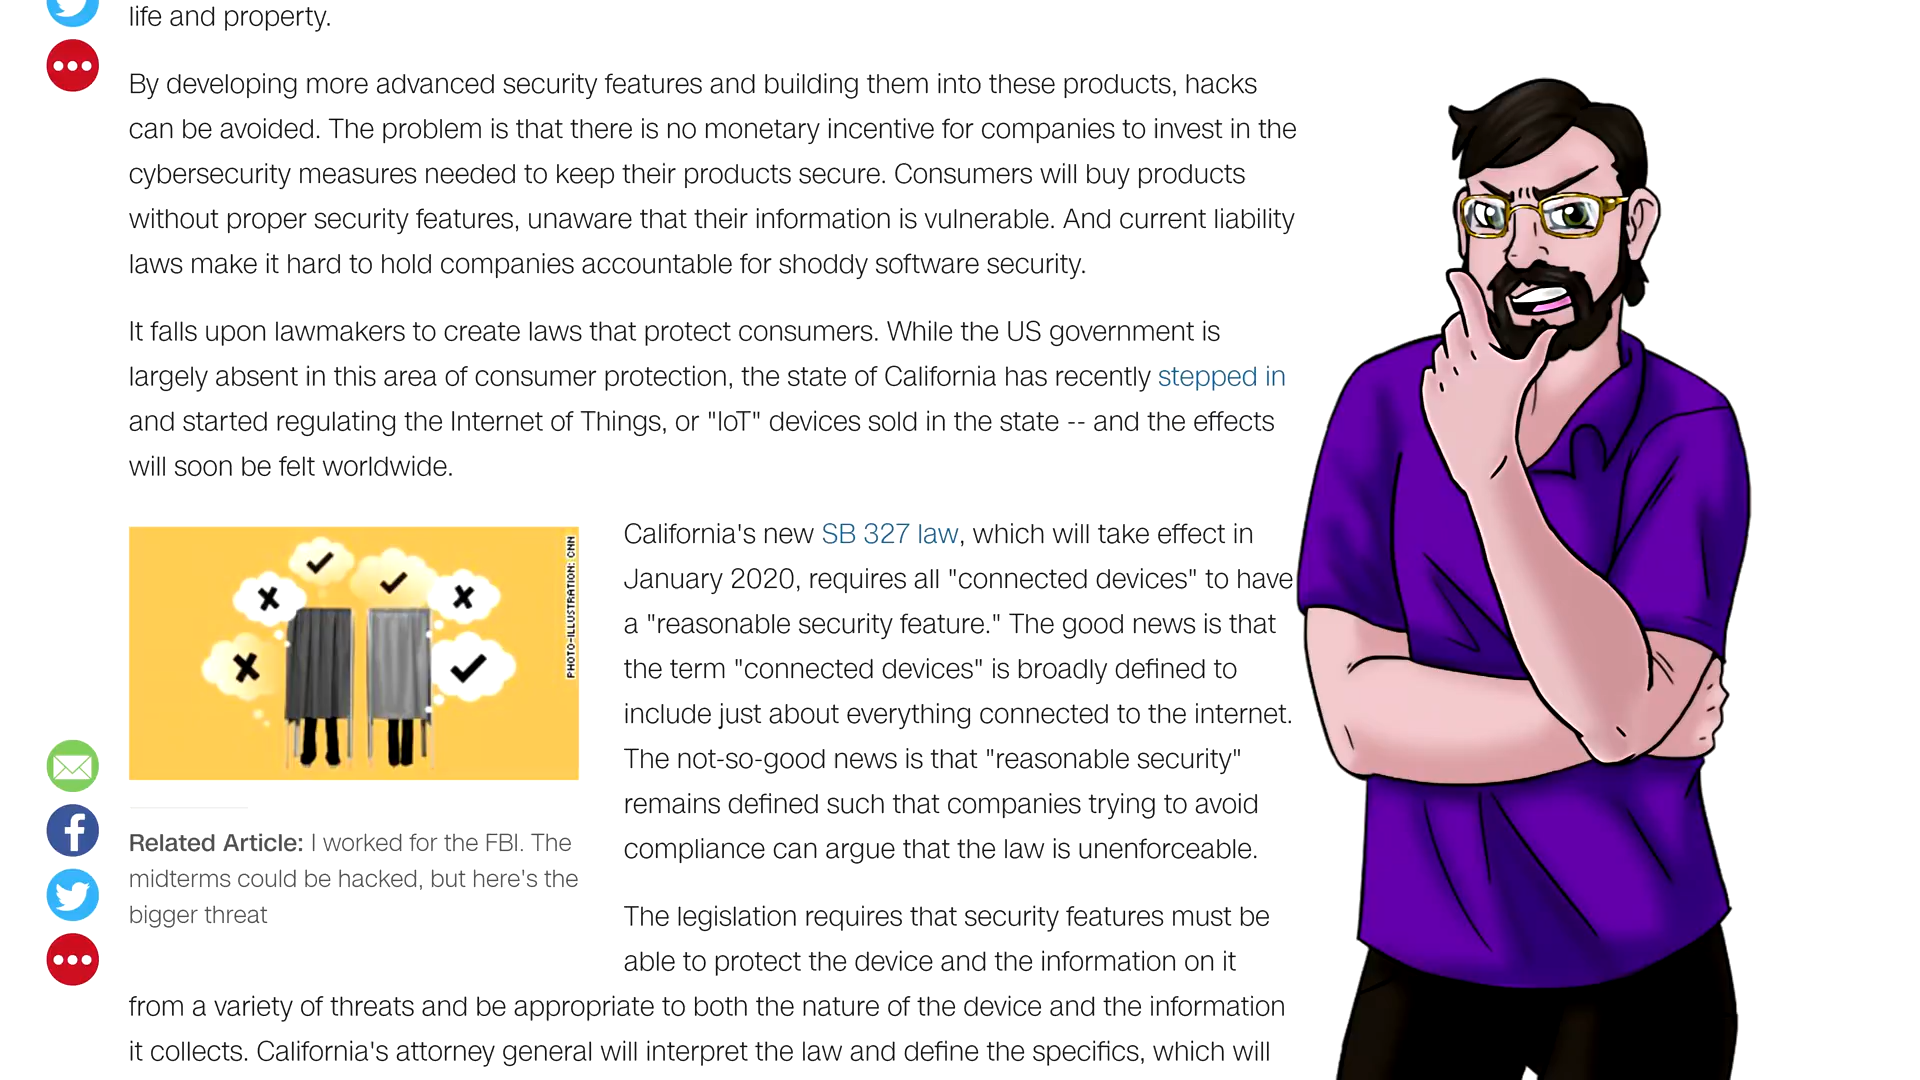 life and property.
By developing more advanced security features and building them into these products, hacks
can be avoided. The problem is that there is no monetary incentive for companies to invest in the
cybersecurity measures needed to keep their products secure. Consumers will buy products
without proper security features, unaware that their information is vulnerable. And current liability
laws make it hard to hold companies accountable for shoddy software security.
It falls upon lawmakers to create laws that protect consumers. While the US government is
largely absent in this area of consumer protection, the state of California has recently stepped in
and started regulating the Internet of Things, or "IoT" devices sold in the state -- and the effects
will soon be felt worldwide.
PHOTO-ILLUSTRATION: CNN
Related Article: I worked for the FBI. The
midterms could be hacked, but here's the
bigger threat
California's new SB 327 law, which will take effect in
January 2020, requires all "connected devices" to have
a "reasonable security feature." The good news is that
the term "connected devices" is broadly defined to
include just about everything connected to the internet.
The not-so-good news is that "reasonable security"
remains defined such that companies trying to avoid
compliance can argue that the law is unenforceable.
The legislation requires that security features must be
able to protect the device and the information on it
from a variety of threats and be appropriate to both the nature of the device and the information
it collects. California's attorney general will interpret the law and define the specifics, which will